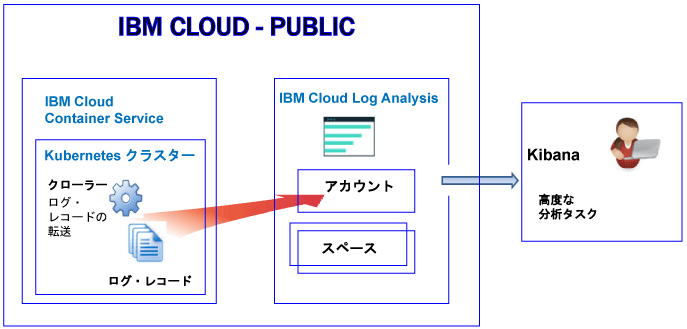 IBM CLOUD - PUBLIC
IBM Cloud
Container Service
Kubernetes クラスター
クローラー
ログ・
レコードの
転送
ログ・レコード
IBM Cloud Log Analysis
アカウント
スペース
Kibana
高度な
分析タスク